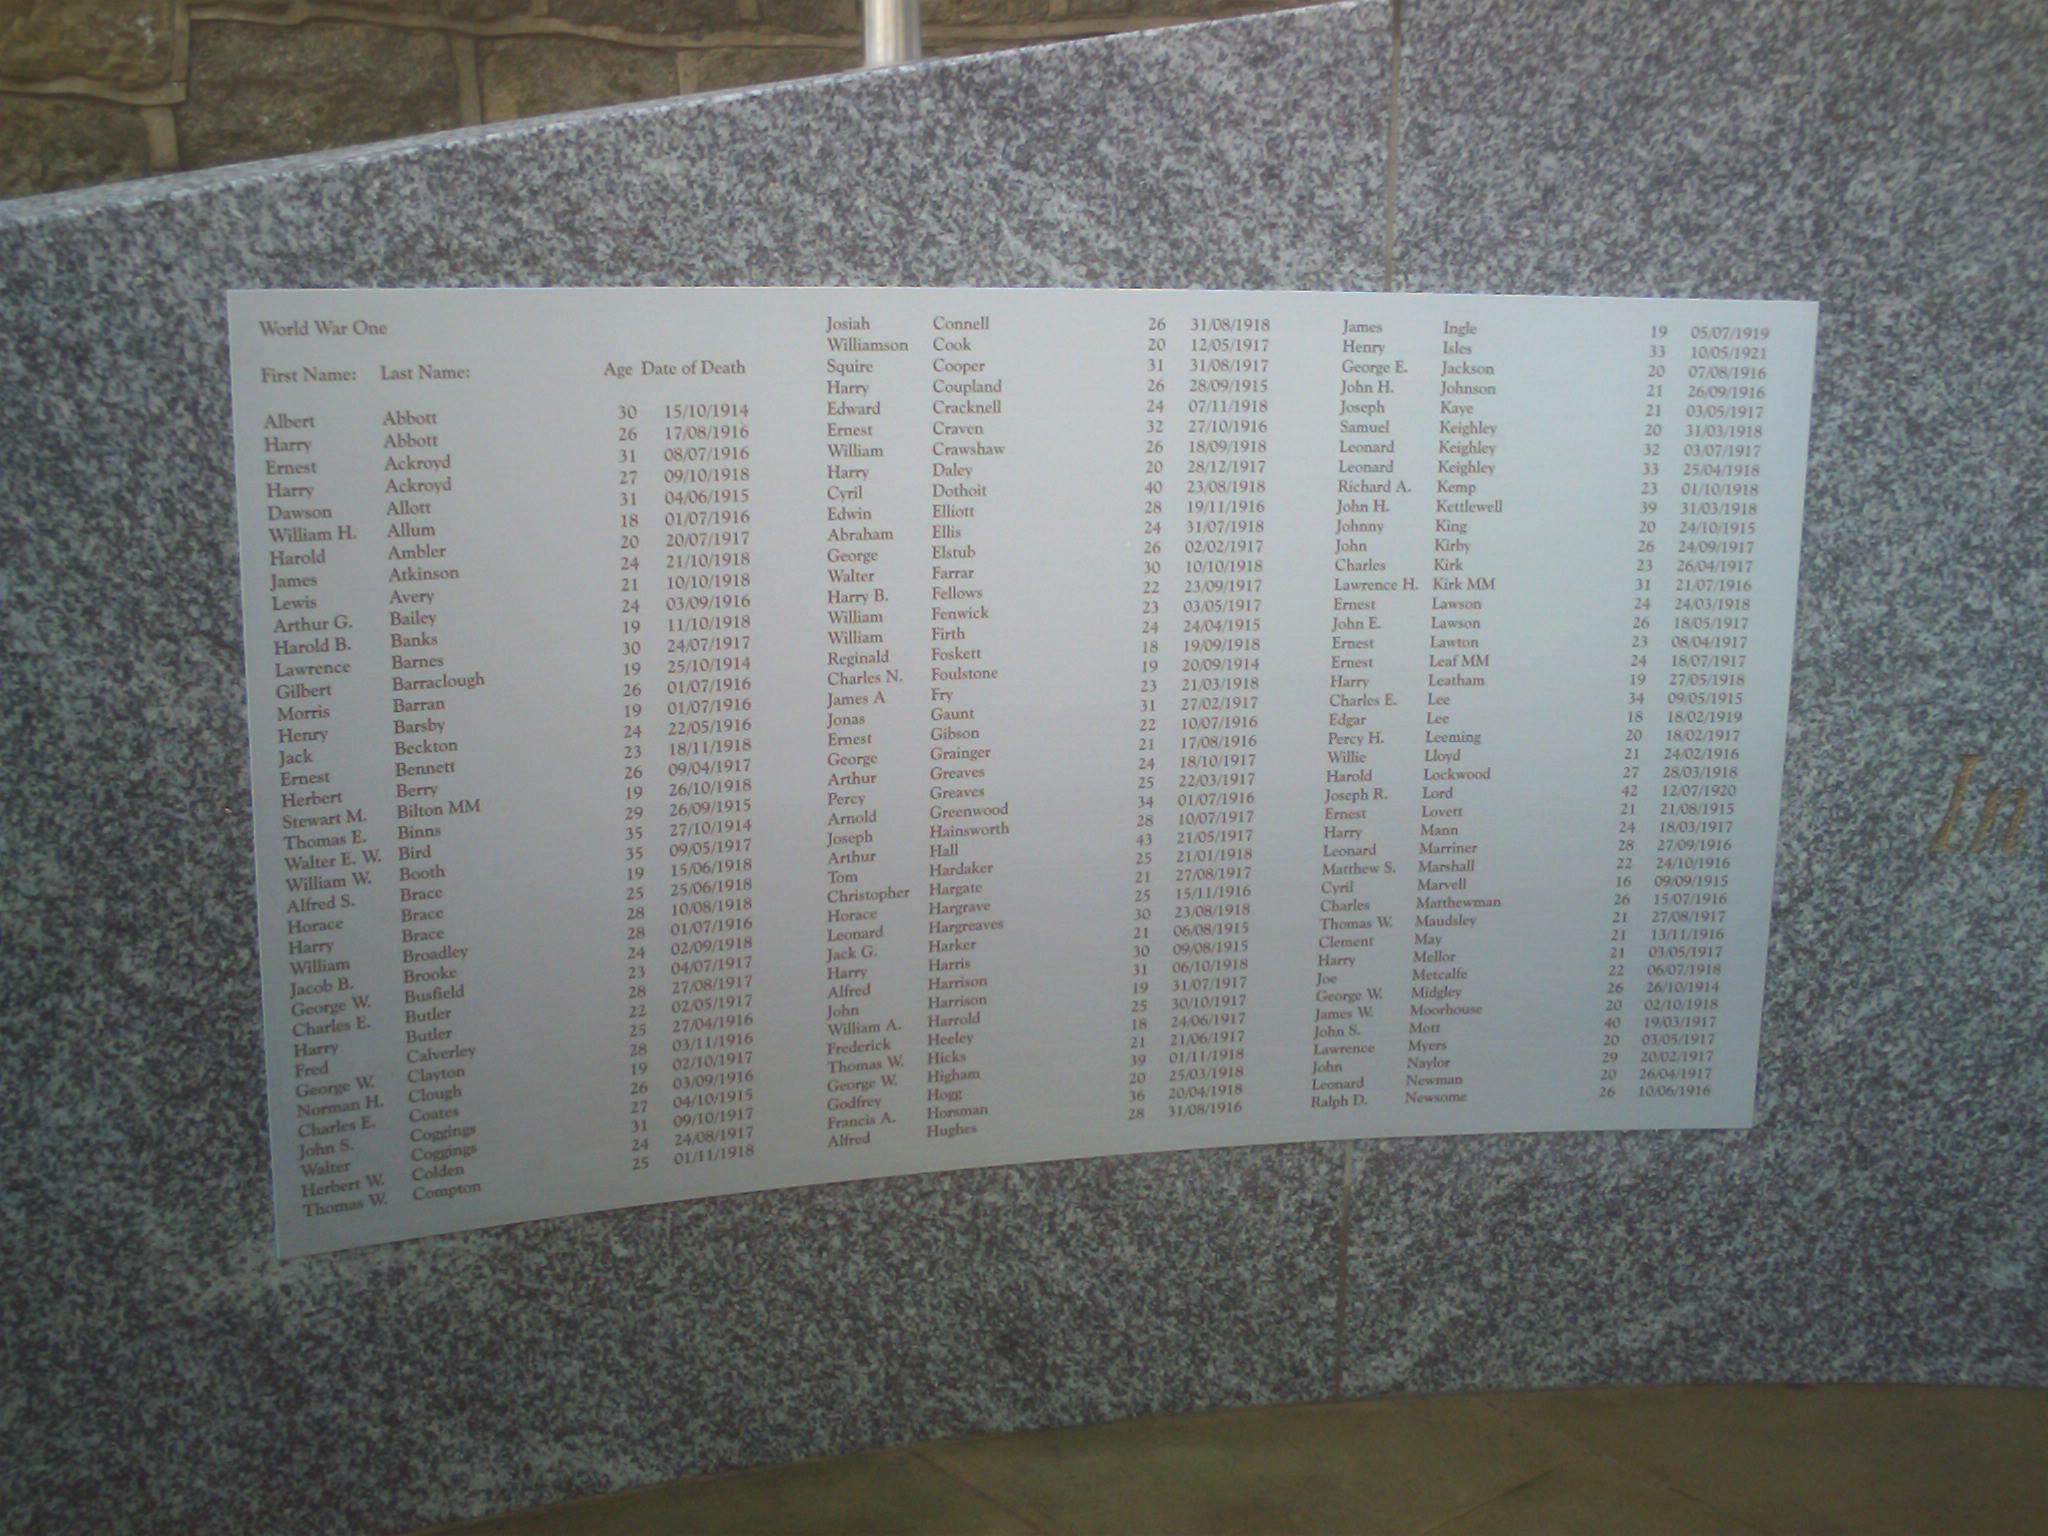 World War One
First Name: Last Name: Age Date of Death
Albert Abbott 30 15/10/1914
Harry Abbott 26 17/08/1916
Ernest Ackroyd 31 08/07/1916
Harry Ackroyd 27 09/10/1918
Dawson Allott 31 04/06/1915
William H. Allum 18 01/07/1916
Harold Ambler 20 20/07/1917
James Atkinson 24 21/10/1918
Lewis Avery 21 10/10/1918
Arthur G. Bailey 24 03/09/1916
Harold B. Banks 19 11/10/1918
Lawrence Barnes 30 24/07/1917
Gilbert Barraclough 19 25/10/1914
Morris Barran 26 01/07/1916
Henry Barsby 19 01/07/1916
Jack Beckton 24 22/05/1916
Ernest Bennett 23 18/11/1918
Herbert Berry 26 09/04/1917
Stewart M. Bilton MM 19 26/10/1918
Thomas E. Binns 29 26/09/1915
Walter E. W. Bird 35 27/10/1914
William W. Booth 35 09/05/1917
Alfred S. Brace 19 15/06/1918
Horace Brace 25 25/06/1918
Harry Brace 28 10/08/1918
William Broadley 28 01/07/1916
Jacob B. Brooke 24 02/09/1918
George W. Busfield 23 04/07/1917
Charles E. Butler 28 27/08/1917
Harry Butler 22 02/05/1917
Fred Calverley 25 27/04/1916
George W. Clayton 28 03/11/1916
Norman H. Clough 19 02/10/1917
Charles E. Coates 26 03/09/1916
John S. Coggings 27 04/10/1915
Walter Coggings 31 09/10/1917
Herbert W. Colden 24 24/08/1917
Thomas W. Compton 25 01/11/1918
Josiah Connell 26 31/08/1918
Williamson Cook 20 12/05/1917
Squire Cooper 31 31/08/1917
Harry Coupland 26 28/09/1915
Edward Cracknell 24 07/11/1918
Ernest Craven 32 27/10/1916
William Crawshaw 26 18/09/1918
Harry Daley 20 28/12/1917
Cyril Dothoit 40 23/08/1918
Edwin Elliott 28 19/11/1916
Abraham Ellis 24 31/07/1918
George Elstub 26 02/02/1917
Walter Farrar 30 10/10/1918
Harry B. Fellows 22 23/09/1917
William Fenwick 23 03/05/1917
William Firth 24 24/04/1915
Reginald Foskett 18 19/09/1918
Charles N. Foulstone 19 20/09/1914
James A Fry 23 21/03/1918
Jonas Gaunt 31 27/02/1917
Ernest Gibson 22 10/07/1916
George Grainger 21 17/08/1916
Arthur Greaves 24 18/10/1917
Percy Greaves 25 22/03/1917
Arnold Greenwood 34 01/07/1916
Joseph Hainsworth 28 10/07/1917
Arthur Hall 43 21/05/1917
Tom Hardaker 25 21/01/1918
Christopher Hargate 21 27/08/1917
Horace Hargrave 25 15/11/1916
Leonard Hargreaves 30 23/08/1918
Jack G. Harker 21 06/08/1915
Harry Harris 30 09/08/1915
Alfred Harrison 31 06/10/1918
John Harrison 19 31/07/1917
William A. Harrold 25 30/10/1917
Frederick Heeley 18 24/06/1917
Thomas W. Hicks 21 21/06/1917
George W. Higham 39 01/11/1918
Godfrey Hogg 20 25/03/1918
Francis A. Horsman 36 20/04/1918
Alfred Hughes 28 31/08/1916
James Ingle 19 05/07/1919
Henry Isles 33 10/05/1921
George E. Jackson 20 07/08/1916
John H. Johnson 21 26/09/1916
Joseph Kaye 21 03/05/1917
Samuel Keighley 20 31/03/1918
Leonard Keighley 32 03/07/1917
Leonard Keighley 33 25/04/1918
Richard A. Kemp 23 01/10/1918
John H. Kettlewell 39 31/03/1918
Johnny King 20 24/10/1915
John Kirby 26 24/09/1917
Charles Kirk 23 26/04/1917
Lawrence H. Kirk MM 31 21/07/1916
Ernest Lawson 24 24/03/1918
John E. Lawson 26 18/05/1917
Ernest Lawton 23 08/04/1917
Ernest Leaf MM 24 18/07/1917
Harry Leatham 19 27/05/1918
Charles E. Lee 34 09/05/1915
Edgar Lee 18 18/02/1919
Percy H. Leeming 20 18/02/1917
Willie Lloyd 21 24/02/1916
Harold Lockwood 27 28/03/1918
Joseph R. Lord 42 12/07/1920
Ernest Lovett 21 21/08/1915
Harry Mann 24 18/03/1917
Leonard Marriner 28 27/09/1916
Matthew S. Marshall 22 24/10/1916
Cyril Marvell 16 09/09/1915
Charles Matthewman 26 15/07/1916
Thomas W. Maudsley 21 27/08/1917
Clement May 21 13/11/1916
Harry Mellor 21 03/05/1917
Joe Metcalfe 22 06/07/1918
George W. Midgley 26 26/10/1914
James W. Moorhouse 20 02/10/1918
John S. Mott 40 19/03/1917
Lawrence Myers 20 03/05/1917
John Naylor 29 20/02/1917
Leonard Newman 20 26/04/1917
Ralph D. Newsome 26 10/06/1916
In